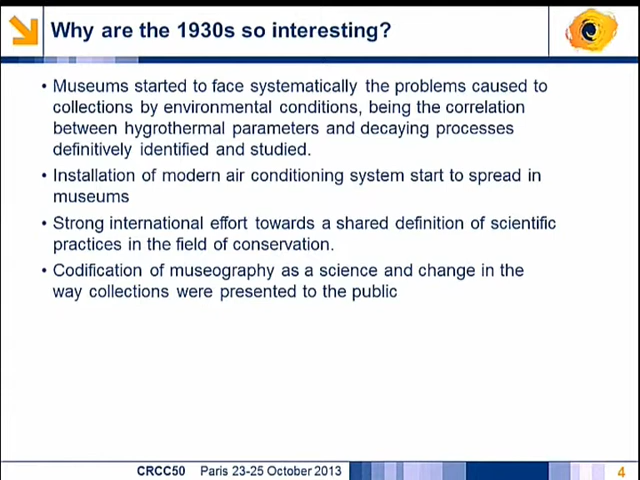 Why are the 1930s so interesting?
• Museums started to face systematically the problems caused to
collections by environmental conditions, being the correlation
between hygrothermal parameters and decaying processes
definitively identified and studied.
• Installation of modern air conditioning system start to spread in
museums
• Strong international effort towards a shared definition of scientific
practices in the field of conservation.
• Codification of museography as a science and change in the
way collections were presented to the public
CRCC50 Paris 23-25 October 2013
4